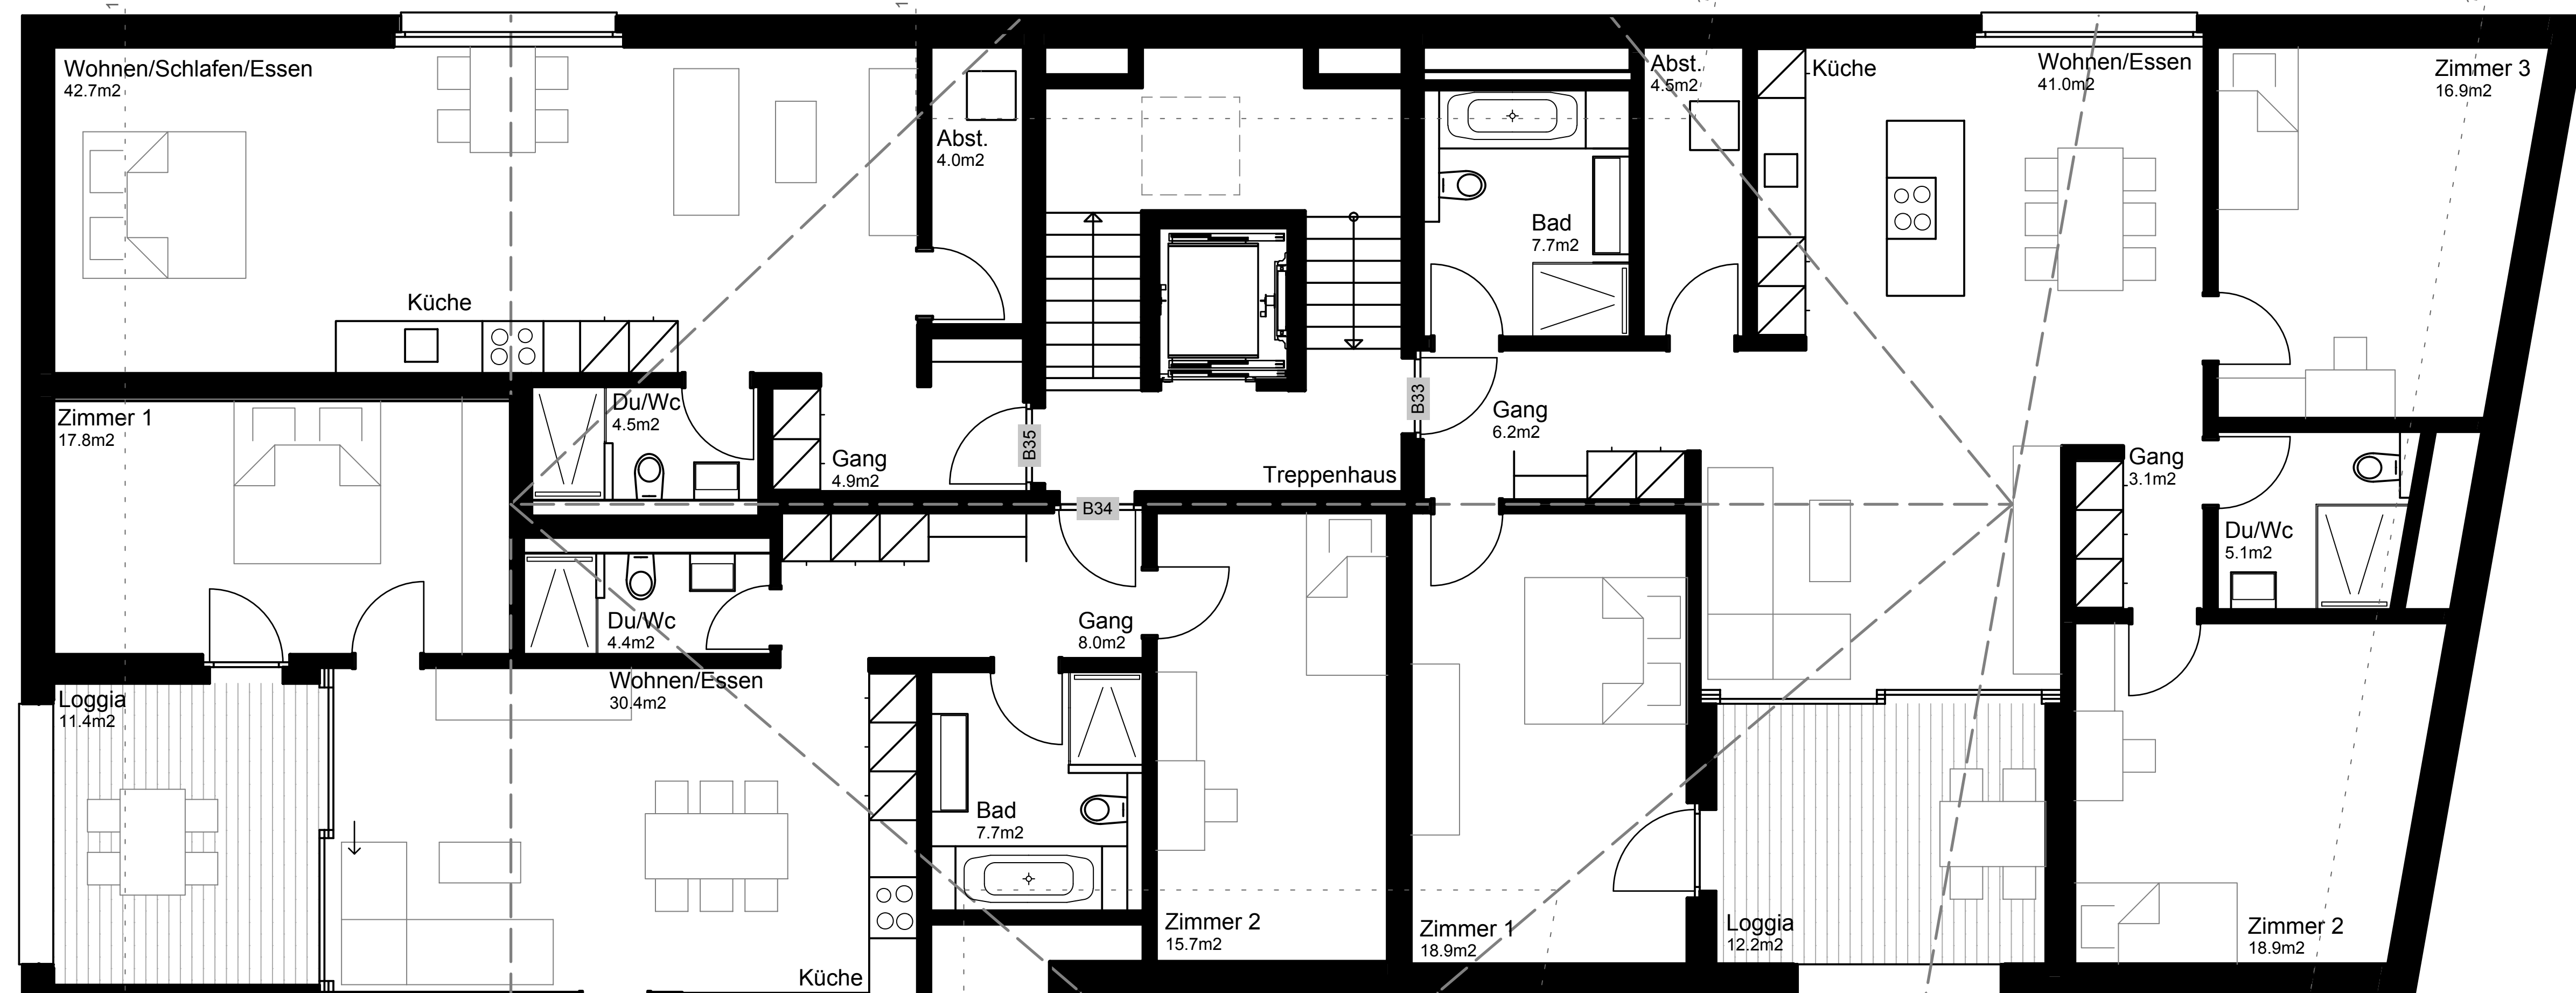 Wohnen/Schlafen/Essen
42.7m2
Küche
Abst.
4.0m2
Abst.
4.5m2
Küche
Wohnen/Essen
41.0m2
Zimmer 3
16.9m2
Bad
7.7m2
Zimmer 1
17.8m2
Du/Wc
4.5m2
Gang
4.9m2
B35
B34
Treppenhaus
B33
Gang
6.2m2
Gang
3.1m2
Du/Wc
5.1m2
Du/Wc
4.4m2
Gang
8.0m2
Wohnen/Essen
30.4m2
Loggia
11.4m2
Bad
7.7m2
Küche
Zimmer 2
15.7m2
Zimmer 1
18.9m2
Loggia
12.2m2
Zimmer 2
18.9m2